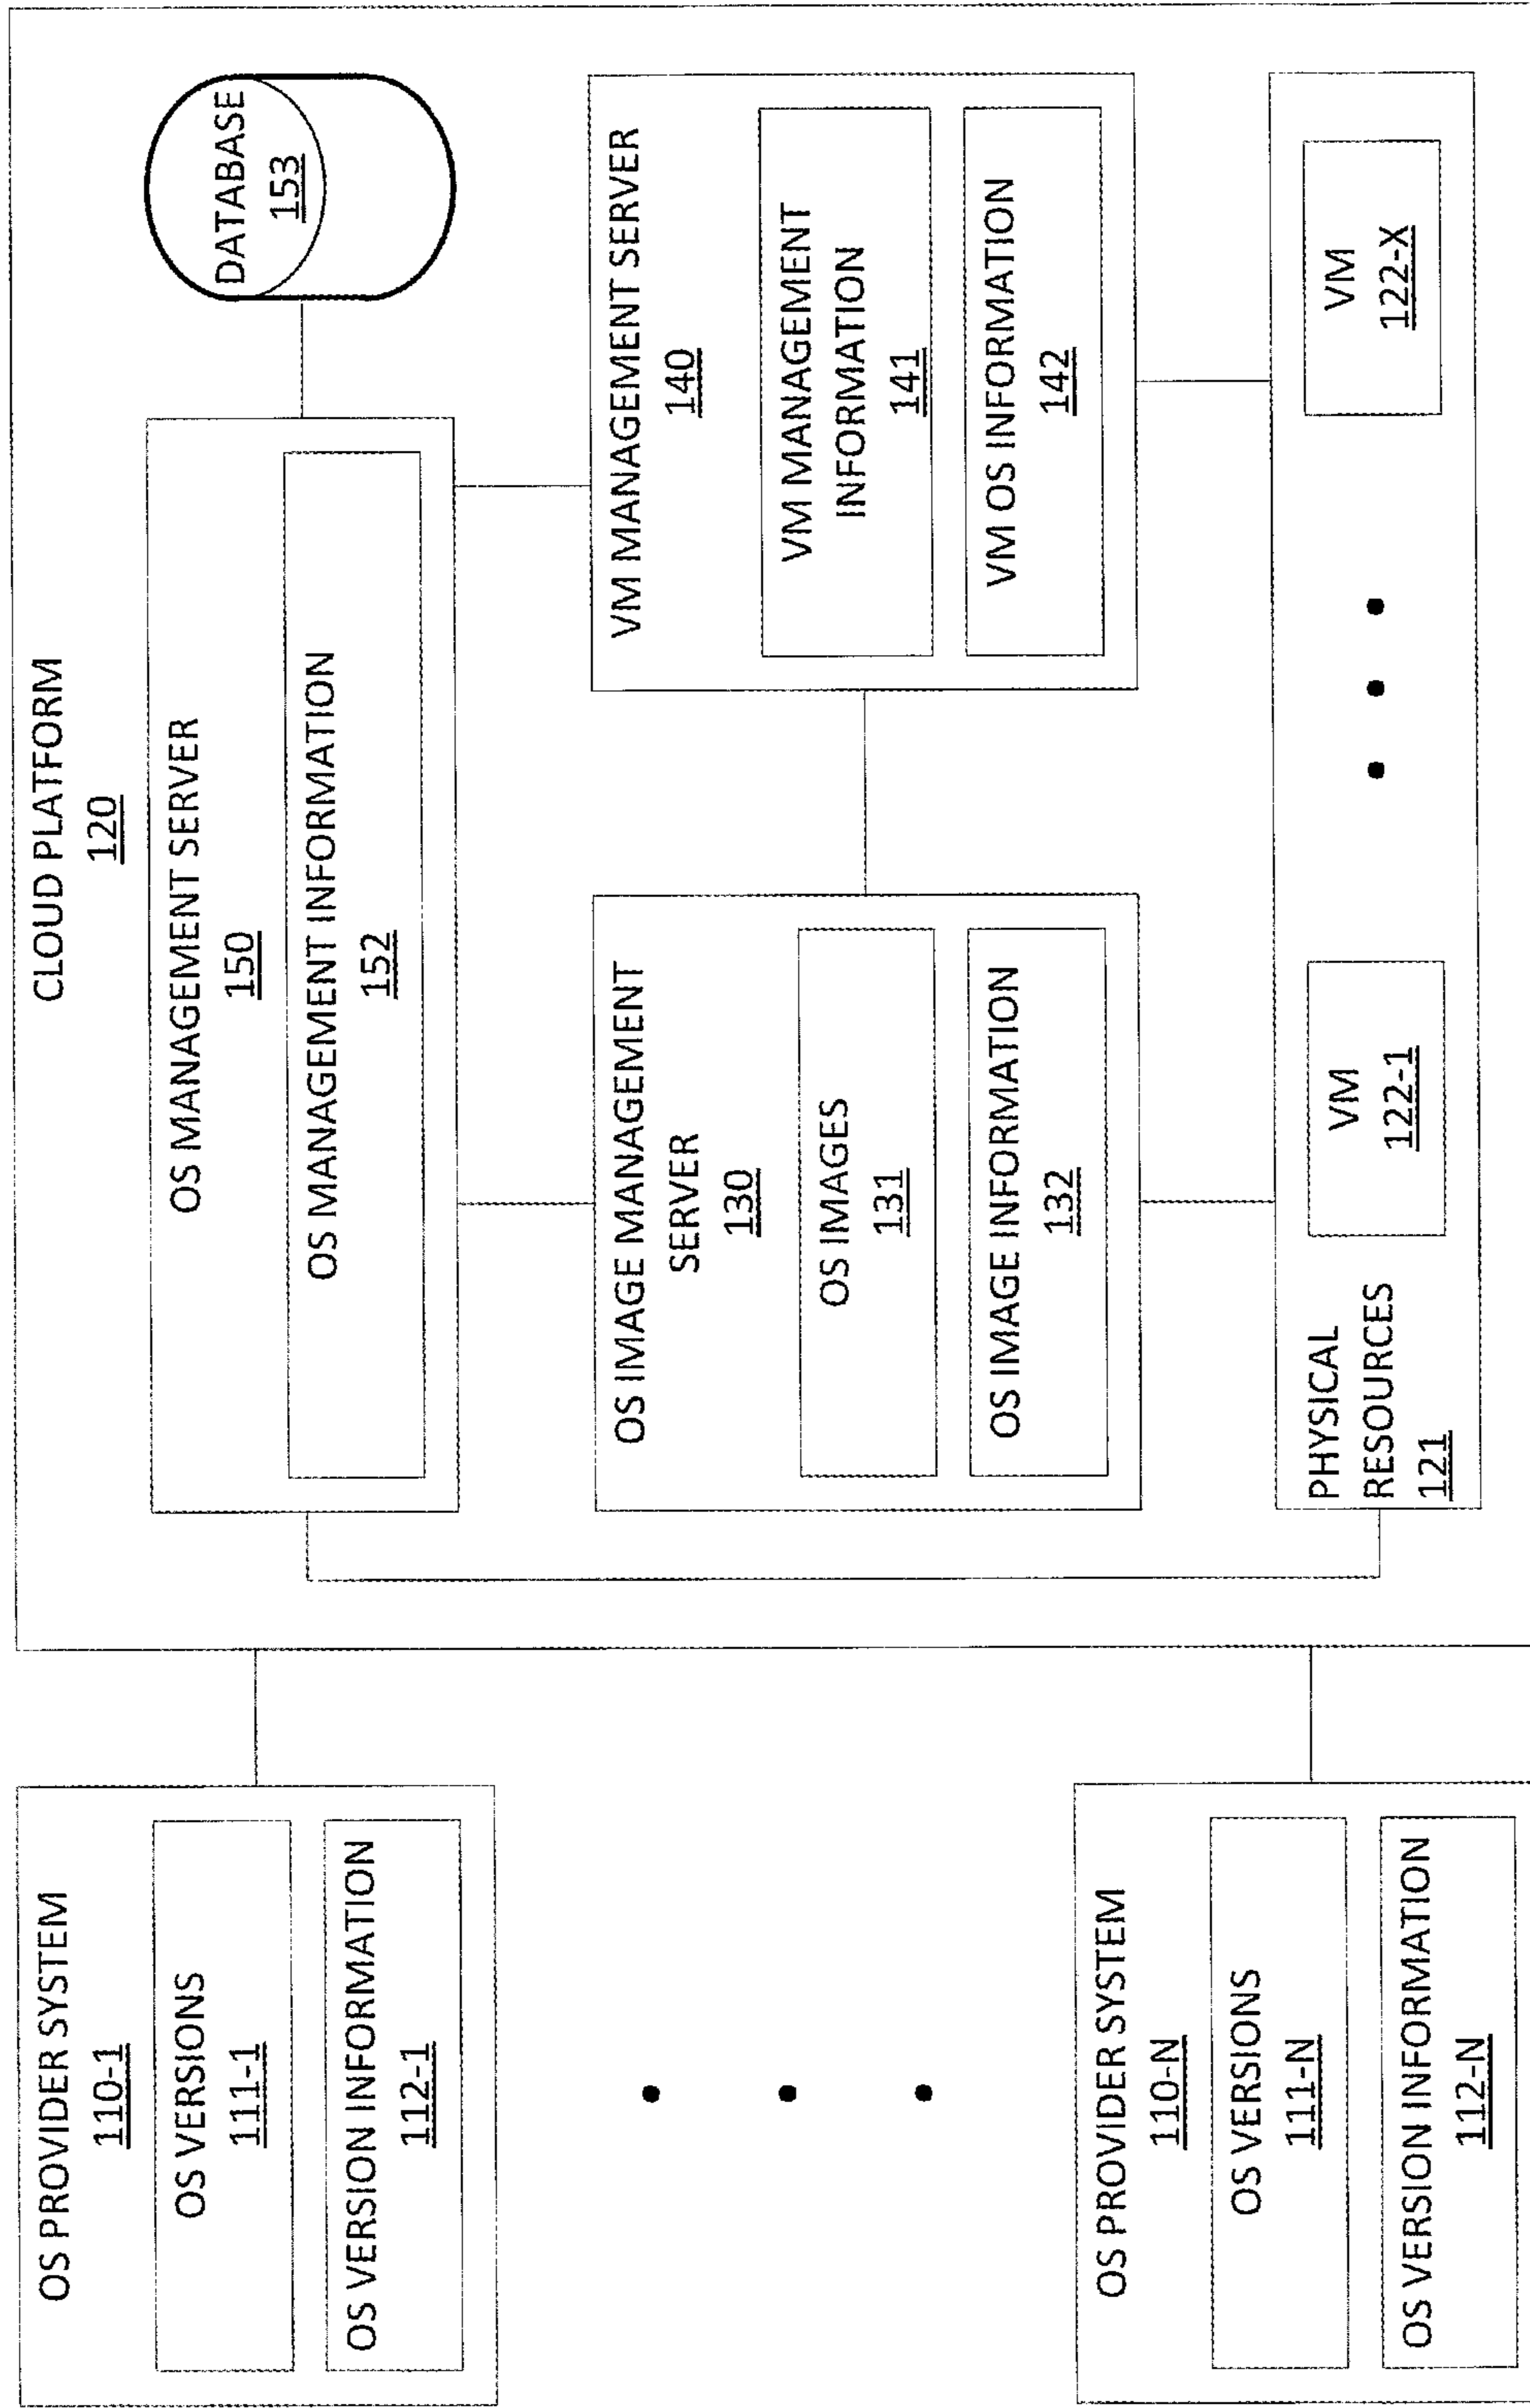 OS PROVIDER SYSTEM
110-1
OS VERSIONS
111-1
OS VERSION INFORMATION
112-1
OS PROVIDER SYSTEM
110-N
OS VERSIONS
111-N
OS VERSION INFORMATION
112-N
CLOUD PLATFORM
120
OS MANAGEMENT SERVER
150
OS MANAGEMENT INFORMATION
152
DATABASE
153
OS IMAGE MANAGEMENT
SERVER
130
OS IMAGES
131
OS IMAGE INFORMATION
132
VM MANAGEMENT SERVER
140
VM MANAGEMENT
INFORMATION
141
VM OS INFORMATION
142
PHYSICAL
RESOURCES
121
VM
122-1
VM
122-X